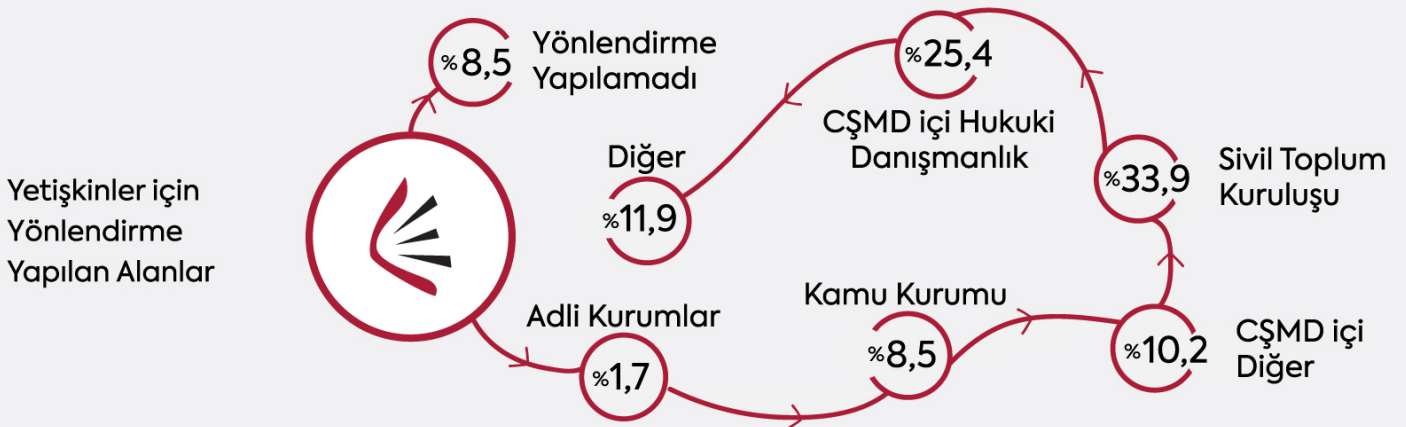 Yetişkinler için
Yönlendirme
Yapılan Alanlar
%8,5
Yönlendirme
Yapılamadı
Adli Kurumlar
%1,7
Kamu Kurumu
%8,5
%10,2
CŞMD içi
Diğer
%33,9
Sivil Toplum
Kuruluşu
%25,4
CŞMD içi Hukuki
Danışmanlık
Diğer
%11,9